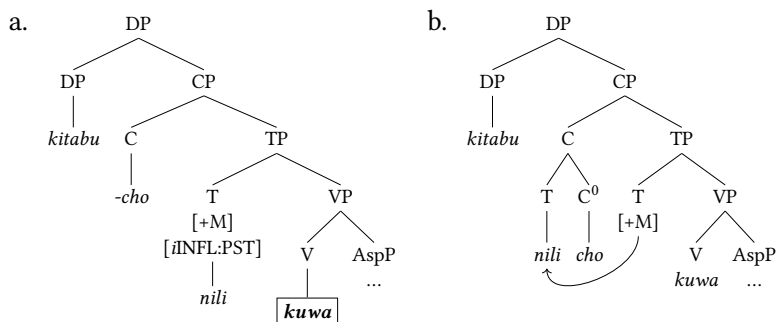 a.
DP
DP CP
kitabu C TP
-cho T VP
[+M]
[iINFL:PST] V AspP
nili kuwa ...
b.
DP
DP CP
kitabu C TP
T C⁰ T VP
[+M]
nili cho V AspP
kuwa ...